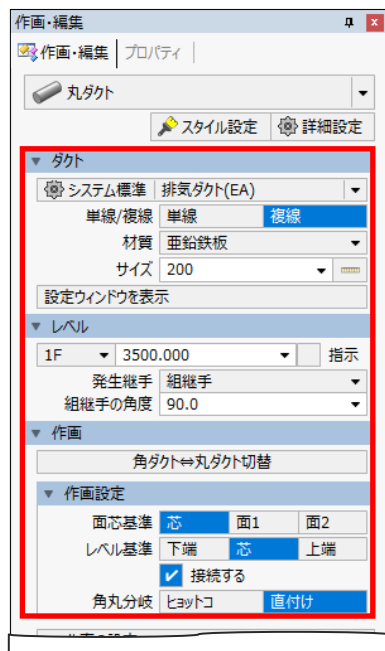 作画・編集
作画・編集 プロパティ
丸ダクト
スタイル設定 詳細設定
ダクト
システム標準 排気ダクト(EA)
単線/複線 単線 複線
材質 亜鉛鉄板
サイズ 200
設定ウィンドウを表示
レベル
1F 3500.000 指示
発生継手 組継手
組継手の角度 90.0
作画
角ダクト⇔丸ダクト切替
作画設定
面芯基準 芯 面1 面2
レベル基準 下端 芯 上端
接続する
角丸分岐 ヒョットコ 直付け